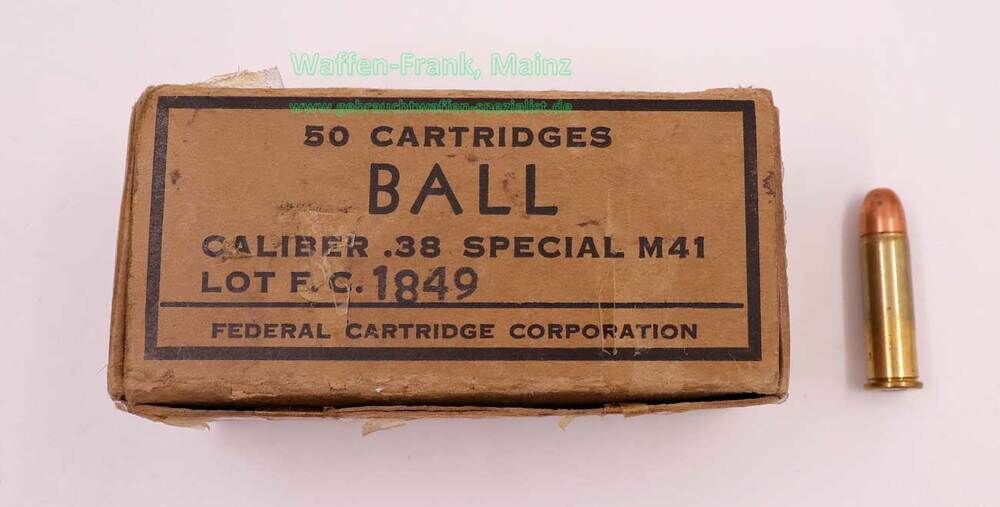 Waffen-Frank, Mainz
www.gebrauchtwaffen-spezialist.de
50 CARTRIDGES
BALL
CALIBER .38 SPECIAL M41
LOT F.C. 1849
FEDERAL CARTRIDGE CORPORATION